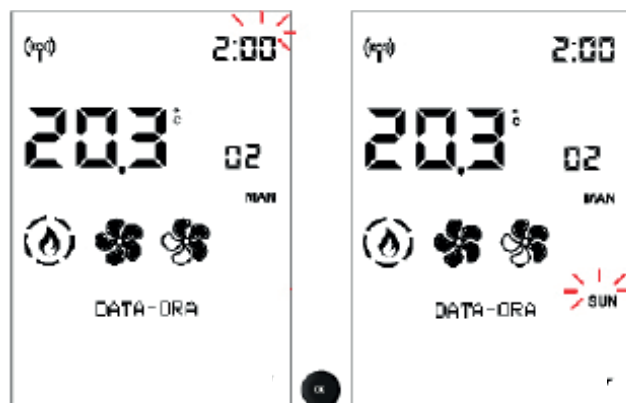 2:00
20.3 °C
02
MAN
DATA-ORA
OK
2:00
20.3 °C
02
MAN
SUN
DATA-ORA